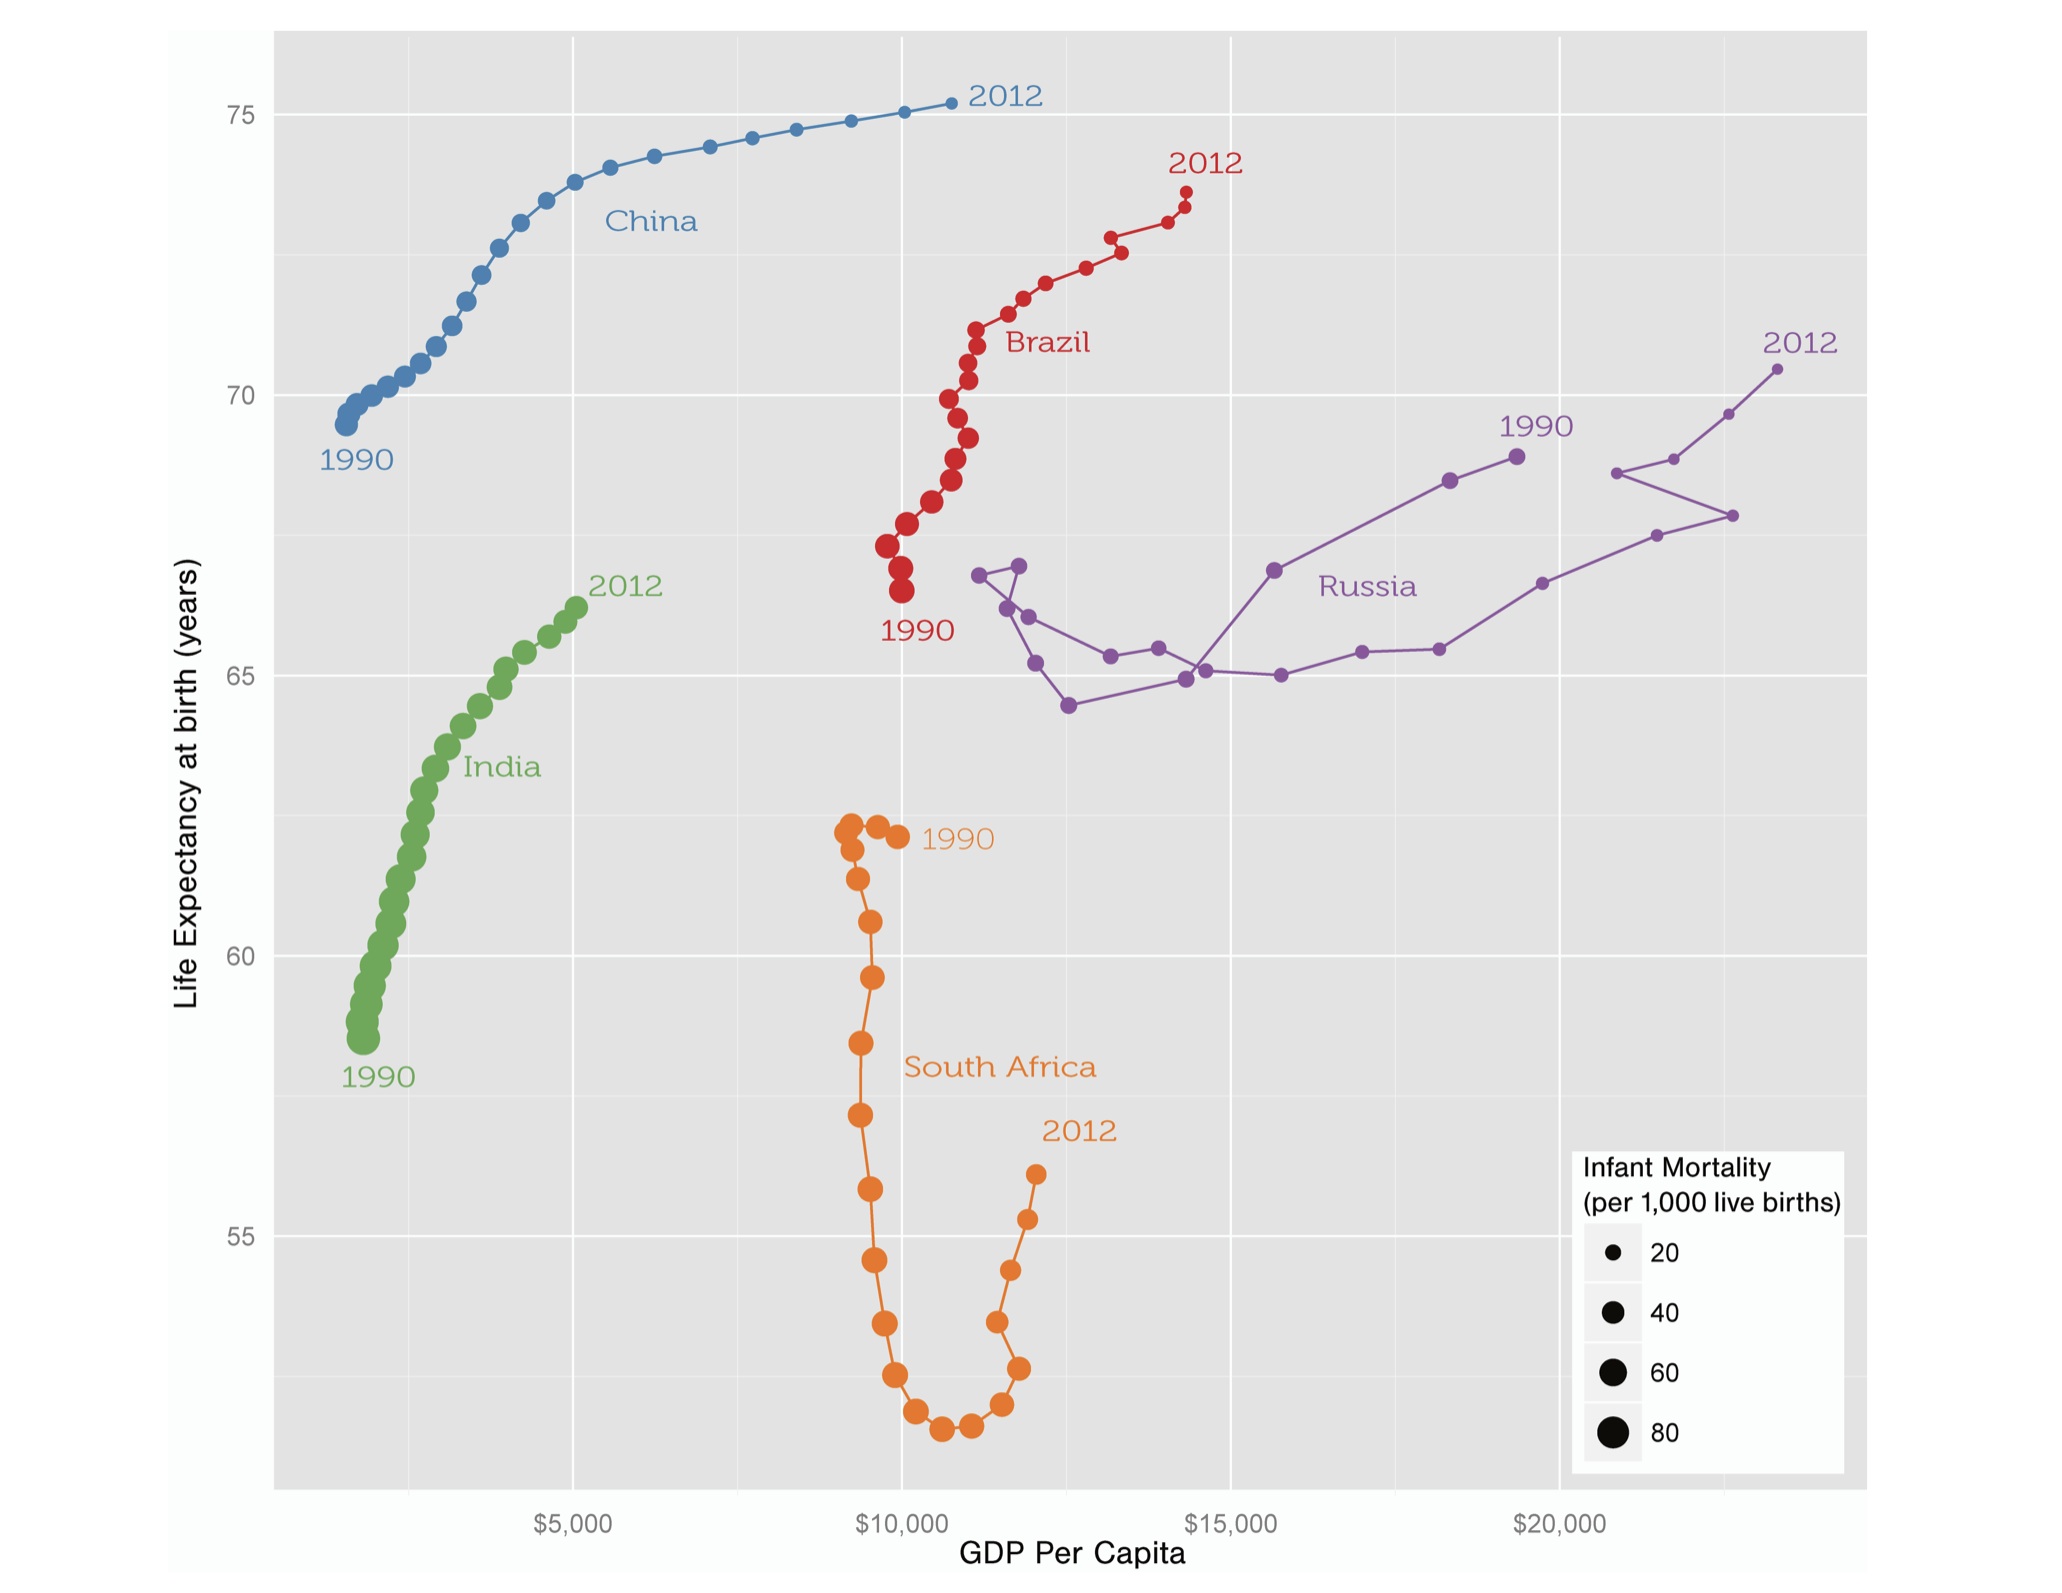 75
70
65
60
55
Life Expectancy at birth (years)
2012
China
1990
2012
Brazil
1990
2012
1990
Russia
2012
India
1990
1990
South Africa
2012
Infant Mortality
(per 1,000 live births)
20
40
60
80
$5,000
$10,000
$15,000
$20,000
GDP Per Capita